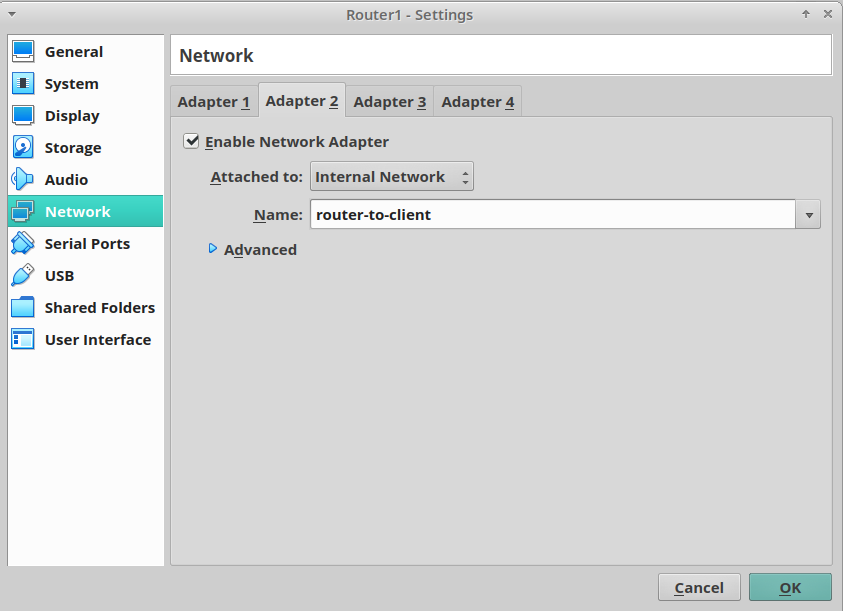 Router1 - Settings
General
System
Display
Storage
Audio
Network
Serial Ports
USB
Shared Folders
User Interface
Network
Adapter 1 Adapter 2 Adapter 3 Adapter 4
Enable Network Adapter
Attached to: Internal Network
Name: router-to-client
Advanced
Cancel OK